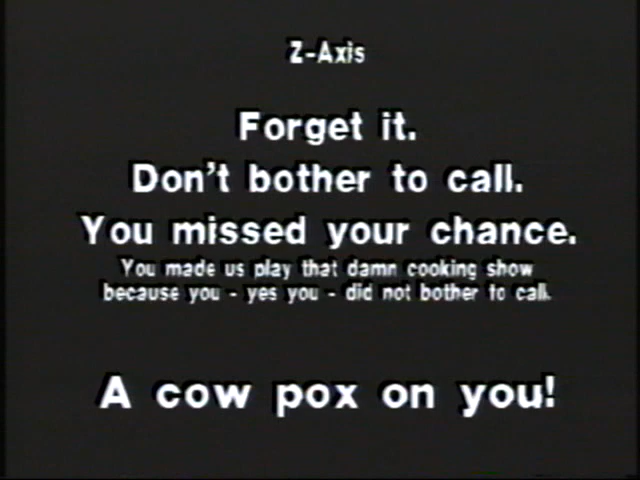 Z-Axis
Forget it.
Don't bother to call.
You missed your chance.
You made us play that damn cooking show
because you - yes you - did not bother to call.
A cow pox on you!